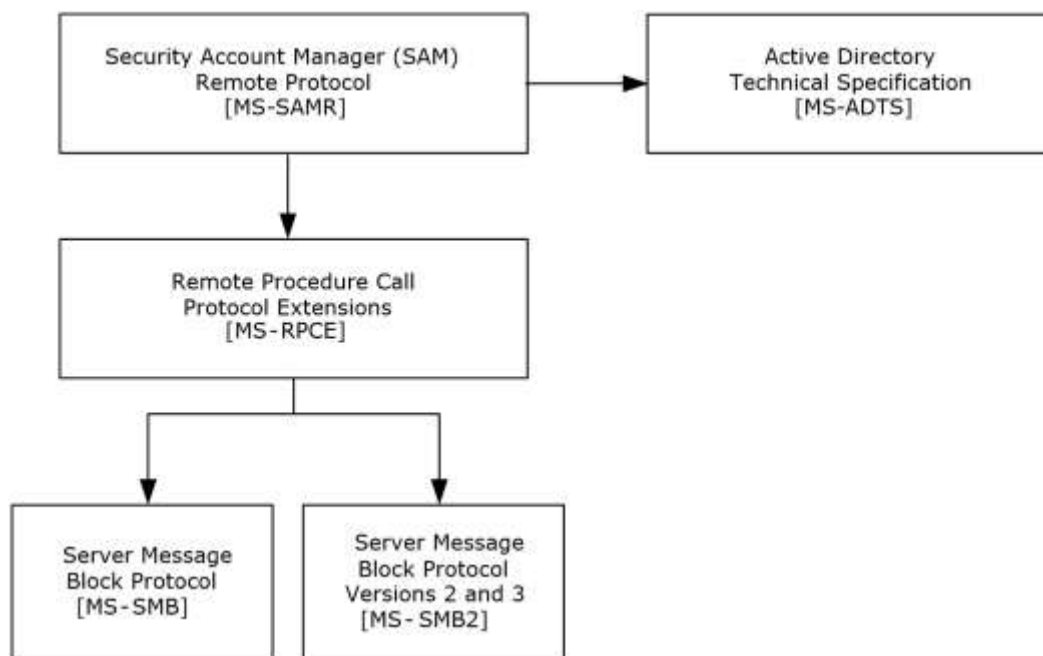 Security Account Manager (SAM)
Remote Protocol
[MS-SAMR]
Active Directory
Technical Specification
[MS-ADTS]
Remote Procedure Call
Protocol Extensions
[MS-RPCE]
Server Message
Block Protocol
[MS-SMB]
Server Message
Block Protocol
Versions 2 and 3
[MS- SMB2]